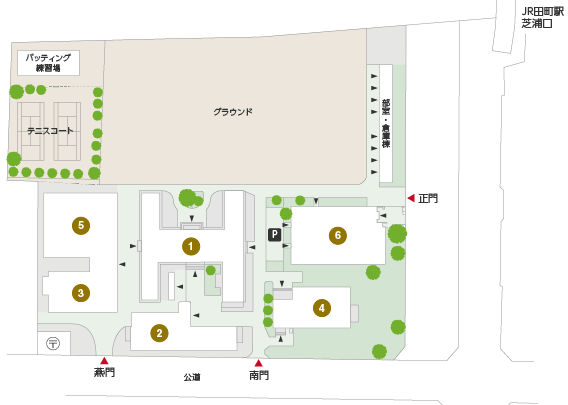 JR田町駅
芝浦口
バッティング
練習場
テニスコート
グラウンド
部室・倉庫棟
正門
P
5
1
6
3
4
2
〒
燕門
公道
南門